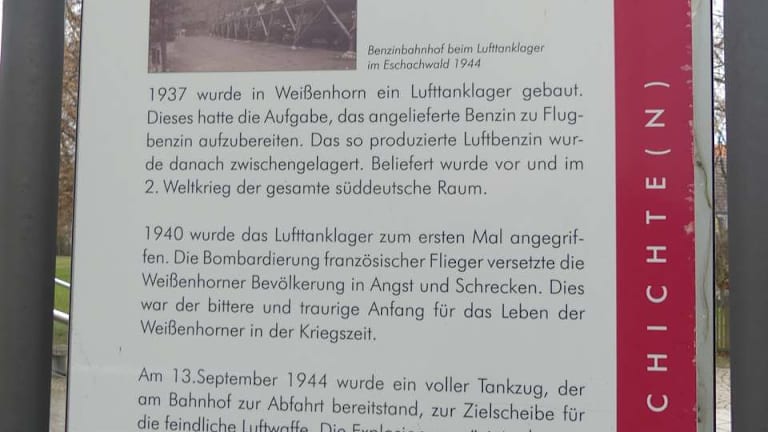 Benzinbahnhof beim Lufttanklager
im Eschachwald 1944
1937 wurde in Weißenhorn ein Lufttanklager gebaut.
Dieses hatte die Aufgabe, das angelieferte Benzin zu Flug-
benzin aufzubereiten. Das so produzierte Luftbenzin wur-
de danach zwischengelagert. Beliefert wurde vor und im
2. Weltkrieg der gesamte süddeutsche Raum.
1940 wurde das Lufttanklager zum ersten Mal angegrif-
fen. Die Bombardierung französischer Flieger versetzte die
Weißenhorner Bevölkerung in Angst und Schrecken. Dies
war der bittere und traurige Anfang für das Leben der
Weißenhorner in der Kriegszeit.
Am 13.September 1944 wurde ein voller Tankzug, der
am Bahnhof zur Abfahrt bereitstand, zur Zielscheibe für
die feindliche Luftwaffe. Die
CHICHTE(N)